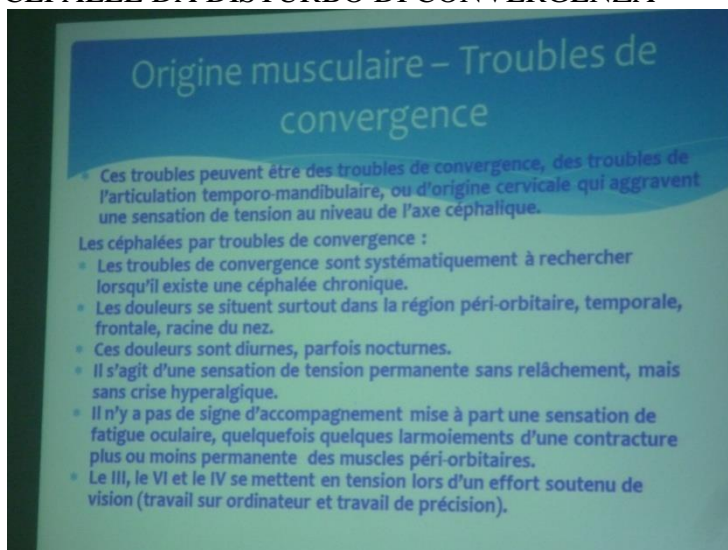 CEFALEE DA DISTURBO DI CONVERGENZA
Origine musculaire – Troubles de
convergence
• Ces troubles peuvent être des troubles de convergence, des troubles de
l'articulation temporo-mandibulaire, ou d'origine cervicale qui aggravent
une sensation de tension au niveau de l'axe céphalique.
Les céphalées par troubles de convergence :
• Les troubles de convergence sont systématiquement à rechercher
lorsqu'il existe une céphalée chronique.
• Les douleurs se situent surtout dans la région péri-orbitaire, temporale,
frontale, racine du nez.
• Ces douleurs sont diurnes, parfois nocturnes.
• Il s'agit d'une sensation de tension permanente sans relâchement, mais
sans crise hyperalgique.
• Il n'y a pas de signe d'accompagnement mise à part une sensation de
fatigue oculaire, quelquefois quelques larmoiements d'une contracture
plus ou moins permanente des muscles péri-orbitaires.
• Le III, le VI et le IV se mettent en tension lors d'un effort soutenu de
vision (travail sur ordinateur et travail de précision).